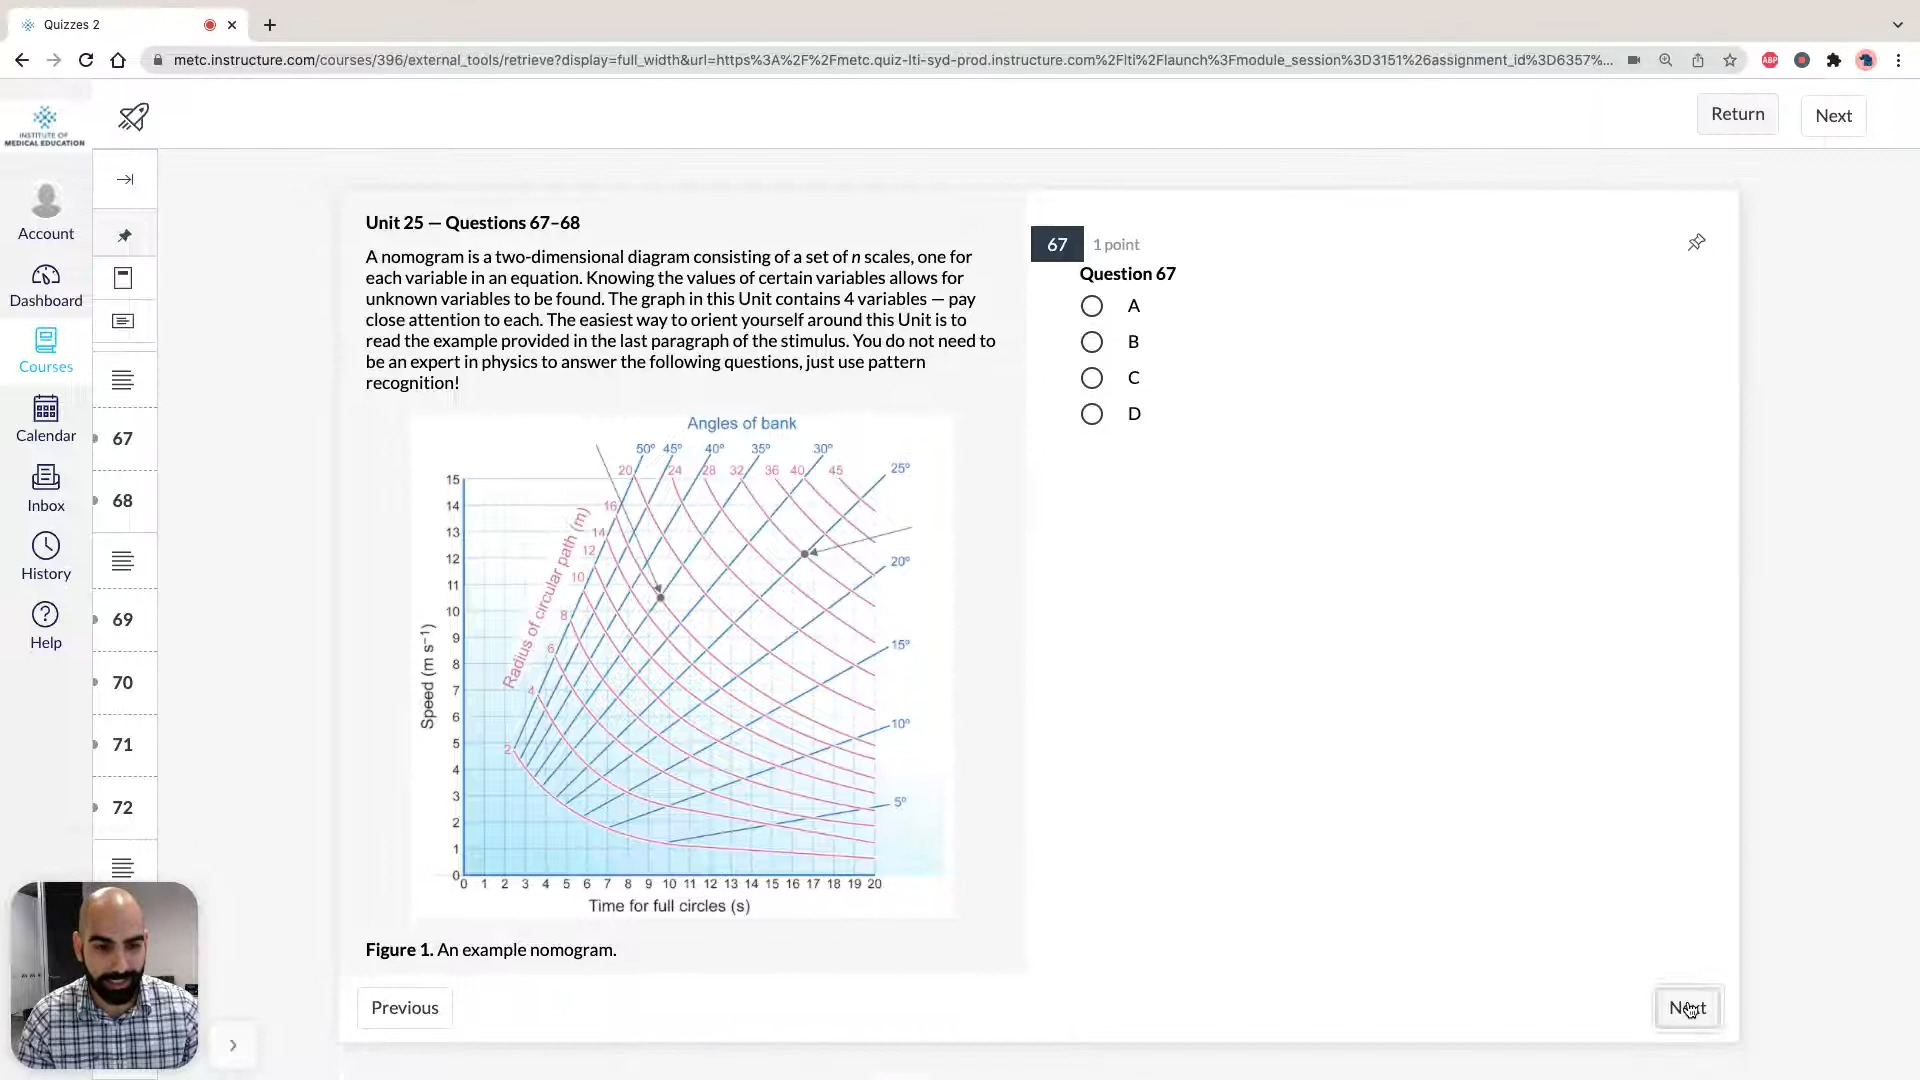 Quizzes 2
metc.instructure.com/courses/396/external_tools/retrieve?display=full_width&url=https%3A%2F%2Fmetc.quiz-lti-syd-prod.instructure.com%2Flti%2Flaunch%3Fmodule_session%3D3151%26assignment_id%3D6357%...
ABP
INSTITUTE OF
MEDICAL EDUCATION
Return
Next
Account
Dashboard
Courses
Calendar
Inbox
History
Help
67
68
69
70
71
72
Unit 25 — Questions 67–68
A nomogram is a two-dimensional diagram consisting of a set of n scales, one for
each variable in an equation. Knowing the values of certain variables allows for
unknown variables to be found. The graph in this Unit contains 4 variables — pay
close attention to each. The easiest way to orient yourself around this Unit is to
read the example provided in the last paragraph of the stimulus. You do not need to
be an expert in physics to answer the following questions, just use pattern
recognition!
Angles of bank
50º 45º 40º 35º 30º
25º
20 24 28 32 36 40 45
16
14
12
10
8
6
4
2
20º
15º
10º
5º
Radius of circular path (m)
Speed (m s⁻¹)
15
14
13
12
11
10
9
8
7
6
5
4
3
2
1
0
0 1 2 3 4 5 6 7 8 9 10 11 12 13 14 15 16 17 18 19 20
Time for full circles (s)
Figure 1. An example nomogram.
67 1 point
Question 67
A
B
C
D
Previous
Next